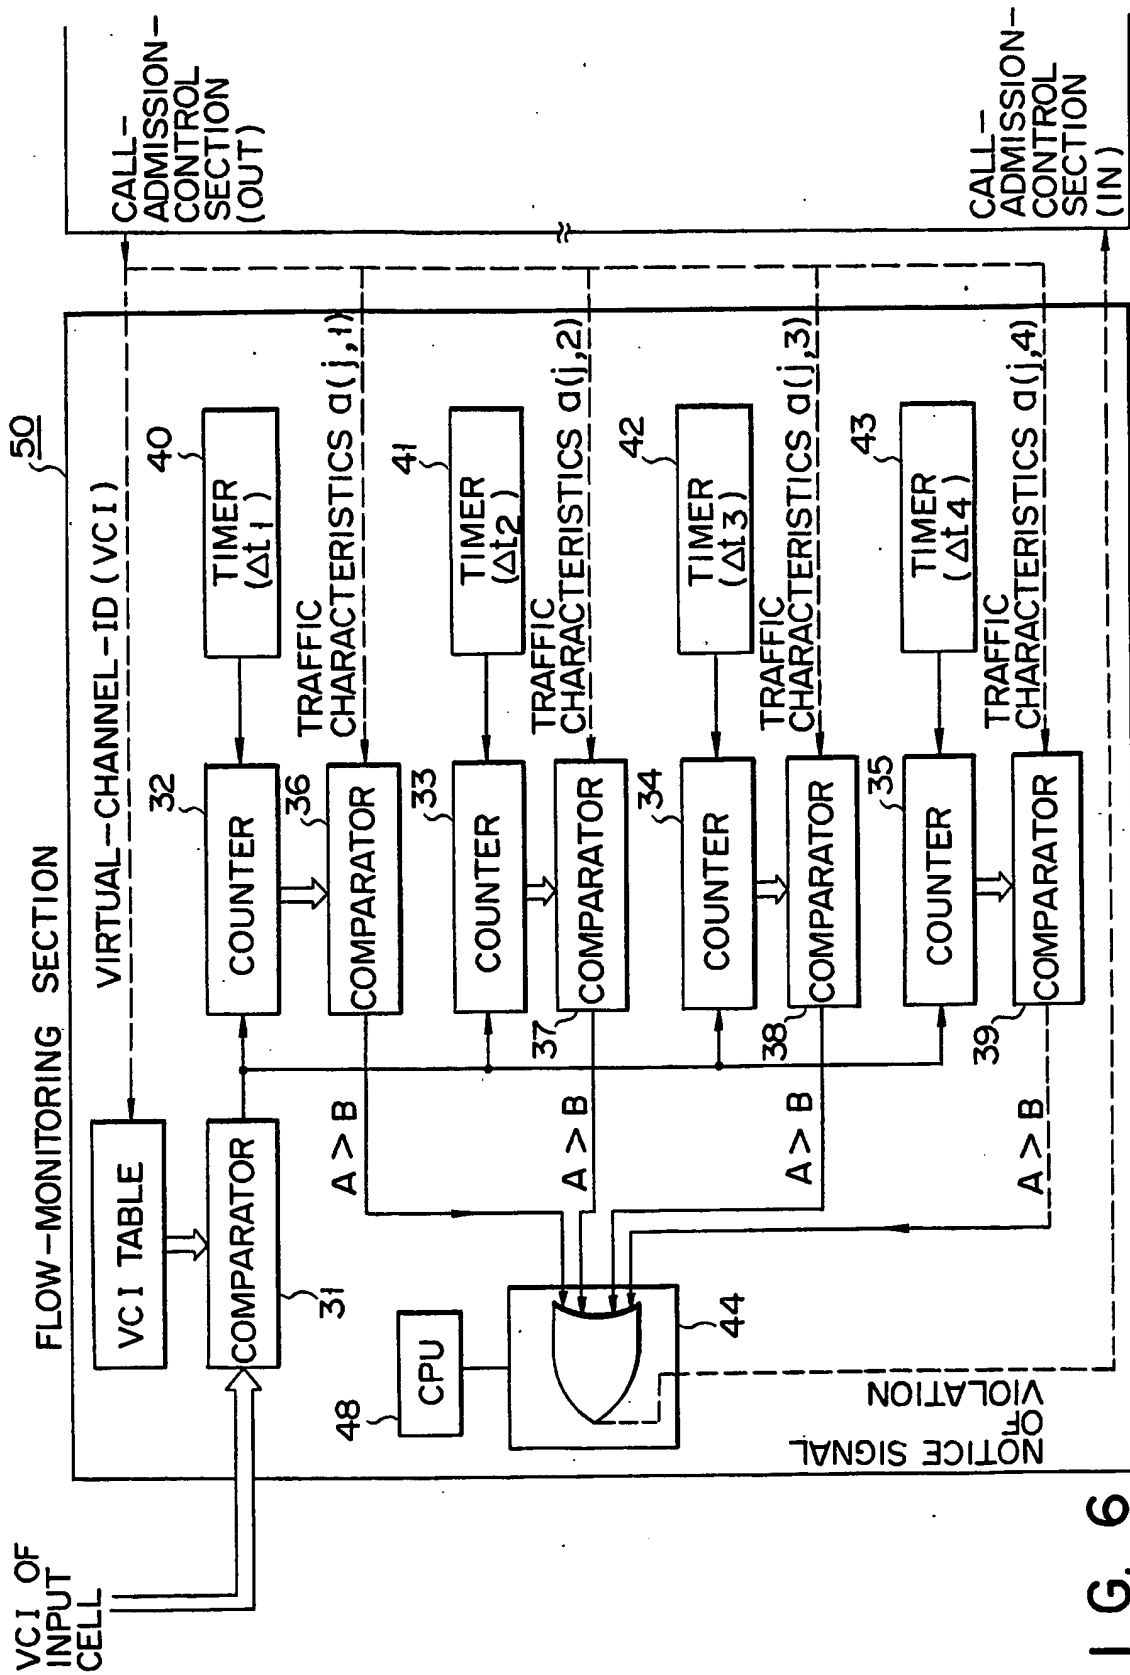 VCI OF
INPUT
CELL
FLOW-MONITORING SECTION
50
VIRTUAL-CHANNEL-ID (VCI)
CALL-
ADMISSION-
CONTROL
SECTION
(OUT)
VCI TABLE
COMPARATOR
31
COUNTER
32
TIMER
(Δt1)
40
TRAFFIC
CHARACTERISTICS a(j,1)
COMPARATOR
36
A > B
COUNTER
33
TIMER
(Δt2)
41
TRAFFIC
CHARACTERISTICS a(j,2)
COMPARATOR
37
A > B
COUNTER
34
TIMER
(Δt3)
42
TRAFFIC
CHARACTERISTICS a(j,3)
COMPARATOR
38
A > B
COUNTER
35
TIMER
(Δt4)
43
TRAFFIC
CHARACTERISTICS a(j,4)
COMPARATOR
39
A > B
CPU
48
44
NOTICE SIGNAL
OF
VIOLATION
CALL-
ADMISSION-
CONTROL
SECTION
(IN)
I G. 6